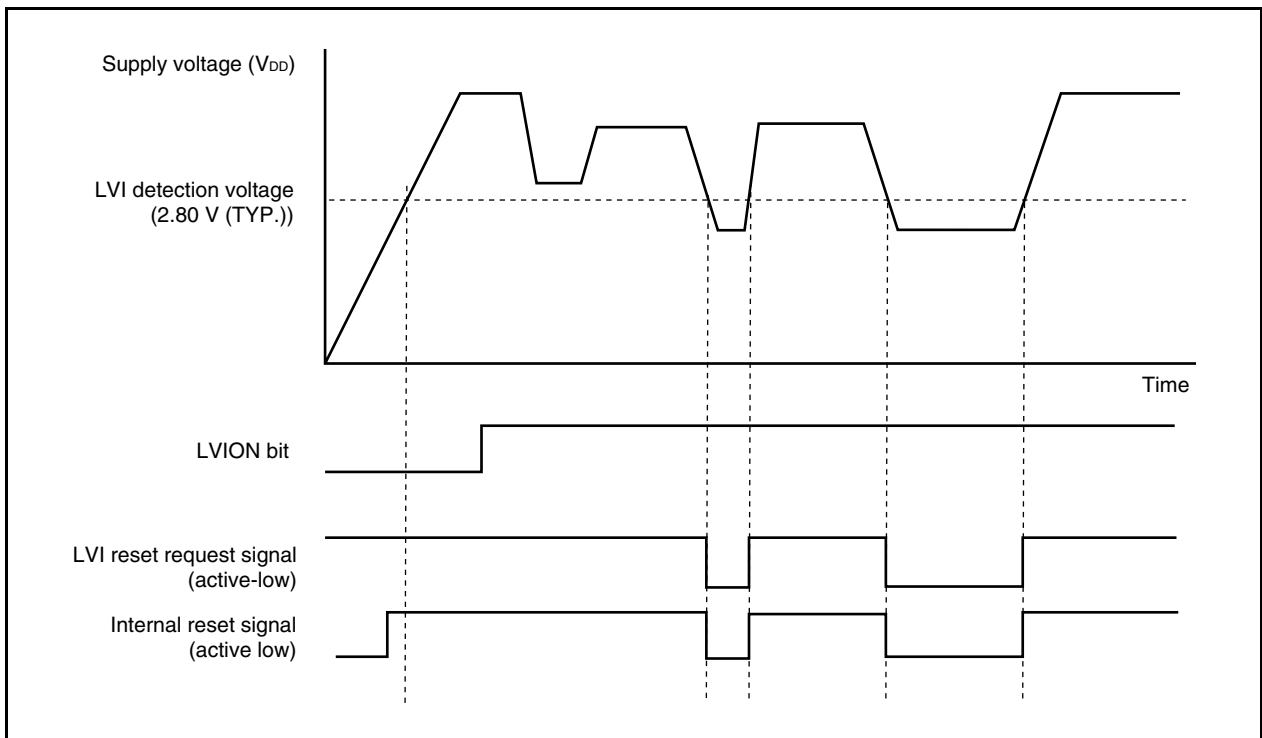 Supply voltage (VDD)
LVI detection voltage
(2.80 V (TYP.))
Time
LVION bit
LVI reset request signal
(active-low)
Internal reset signal
(active low)